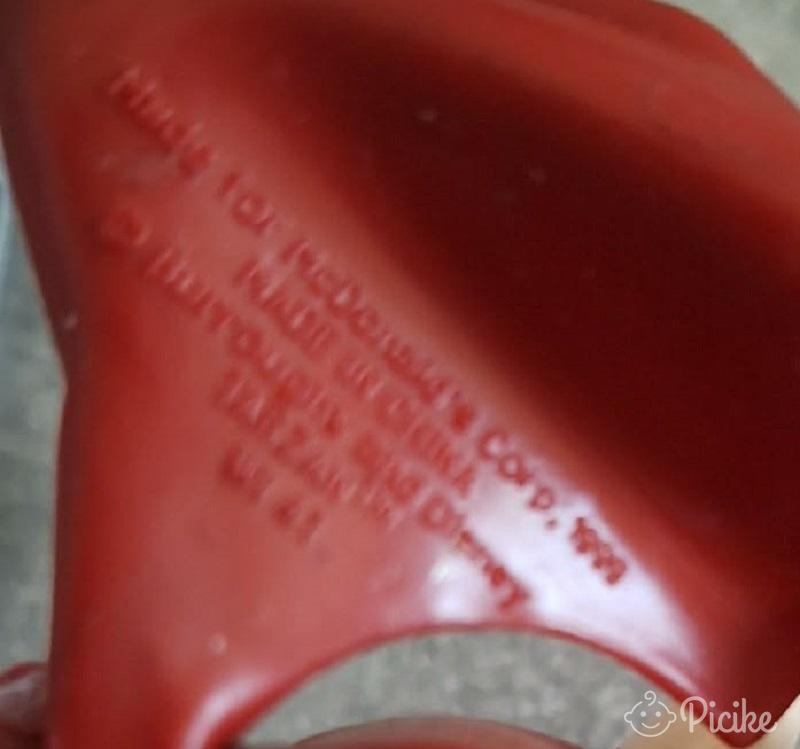 Made for McDonald's Corp. 1999
MADE IN CHINA
© Burroughs And Disney
TARZAN
Picike